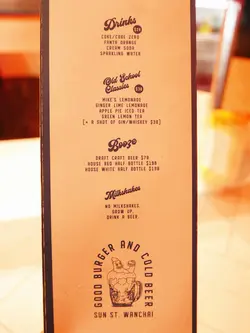 Drinks
COKE/COKE ZERO
FANTA ORANGE
CREAM SODA
SPARKLING WATER
Old School
Classics
MIKE'S LEMONADE
GINGER LIME LEMONADE
APPLE PIE ICED TEA
GREEN LEMON TEA
(+ A SHOT OF GIN/WHISKEY $38)
Booze
DRAFT CRAFT BEER $78
HOUSE RED HALF BOTTLE $198
HOUSE WHITE HALF BOTTLE $198
Milkshakes
NO MILKSHAKES.
GROW UP.
DRINK A BEER.
GOOD BURGER AND COLD BEER
SUN ST. WANCHAI